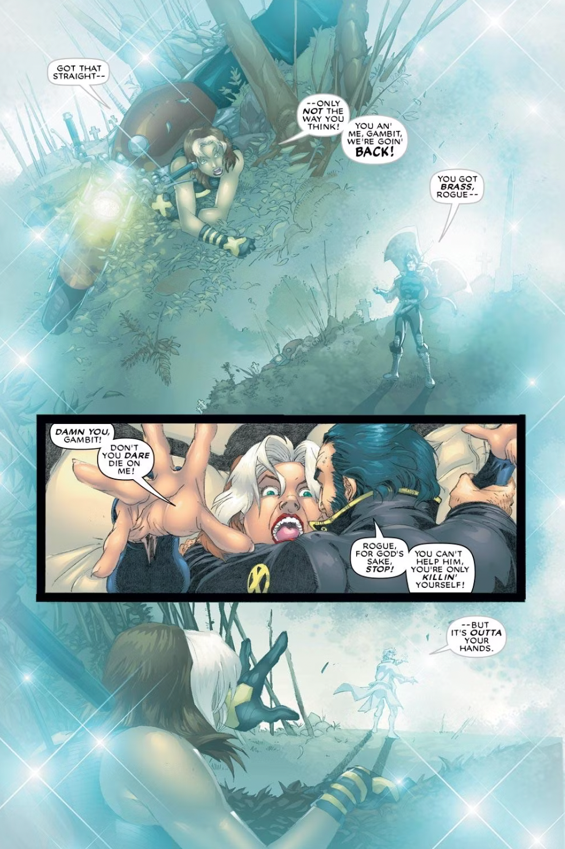 GOT THAT
STRAIGHT--
--ONLY
NOT THE
WAY YOU
THINK!
YOU AN'
ME, GAMBIT,
WE'RE GOIN'
BACK!
YOU GOT
BRASS,
ROGUE--
DAMN YOU,
GAMBIT!
DON'T
YOU DARE
DIE ON
ME!
ROGUE,
FOR GOD'S
SAKE,
STOP!
YOU CAN'T
HELP HIM,
YOU'RE ONLY
KILLIN'
YOURSELF!
--BUT
IT'S OUTTA
YOUR
HANDS.